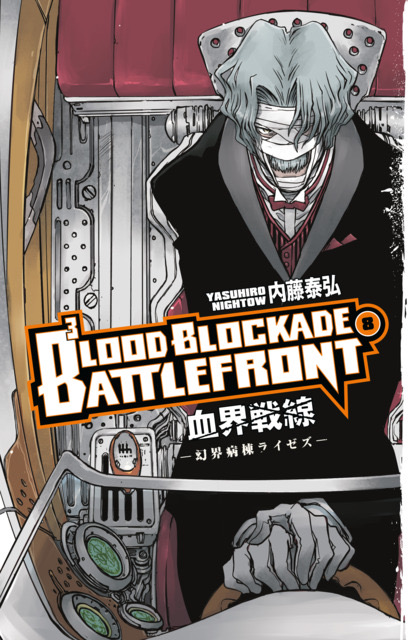 YASUHIRO
NIGHTOW 内藤泰弘
3
BLOOD BLOCKADE
BATTLEFRONT 8
血界戦線
—幻界病棟ライゼズ—